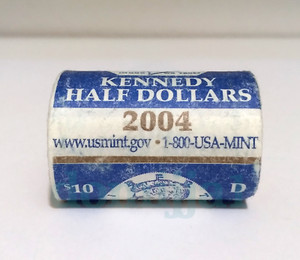 KENNEDY
HALF DOLLARS
2004
www.usmint.gov • 1-800-USA-MINT
$10 D